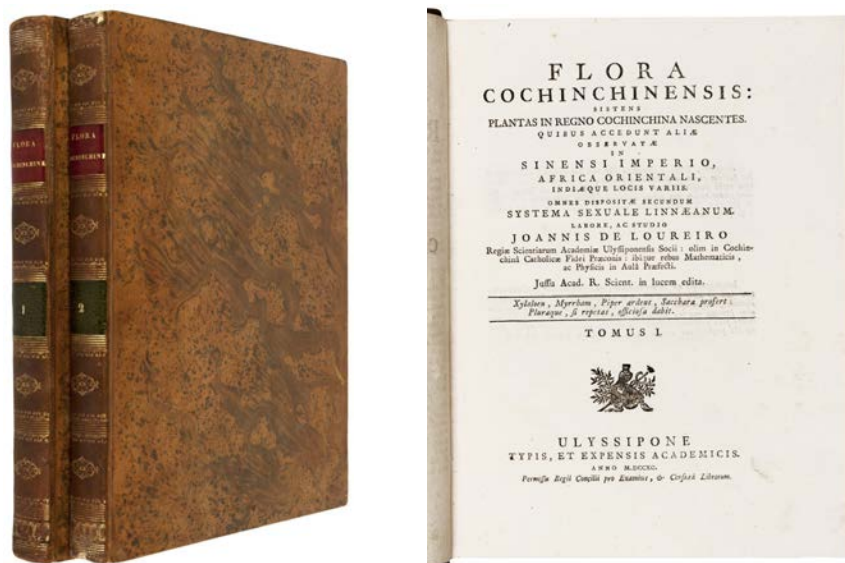 FLORA
COCHINCHINE
1
FLORA
COCHINCHINE
2
FLORA
COCHINCHINENSIS:
SISTENS
PLANTAS IN REGNO COCHINCHINA NASCENTES.
QUIBUS ACCEDUNT ALIÆ
OBSERVATÆ
IN
SINENSI IMPERIO,
AFRICA ORIENTALI,
INDIÆQUE LOCIS VARIIS.
OMNES DISPOSITÆ SECUNDUM
SYSTEMA SEXUALE LINNÆANUM.
LABORE, AC STUDIO
JOANNIS DE LOUREIRO
Regiæ Scientiarum Academiæ Ulyssiponensis Socii: olim in Cochin-
chinâ Catholicæ Fidei Præconis: ibique rebus Mathematicis,
ac Physicis in Aulâ Præfecti.
Jussu Acad. R. Scient. in lucem edita.
Xylaloen, Myrrham, Piper ardens, Sacchara profert:
Pluraque, si repetas, officiosa dabit.
TOMUS I.
ULYSSIPONE
TYPIS, ET EXPENSIS ACADEMICIS.
ANNO M.DCCXC.
Permissu Regii Concilii pro Examine, & Censurâ Librorum.